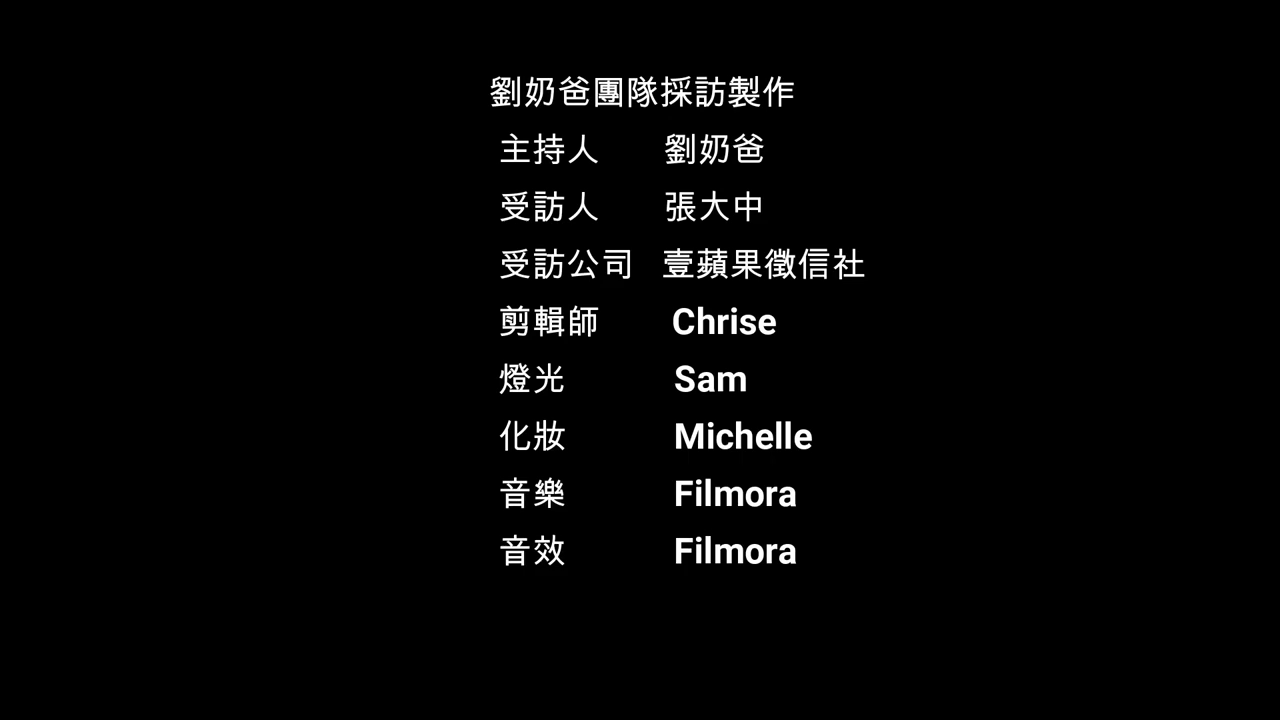 劉奶爸團隊採訪製作
主持人 劉奶爸
受訪人 張大中
受訪公司 壹蘋果徵信社
剪輯師 Chrise
燈光 Sam
化妝 Michelle
音樂 Filmora
音效 Filmora